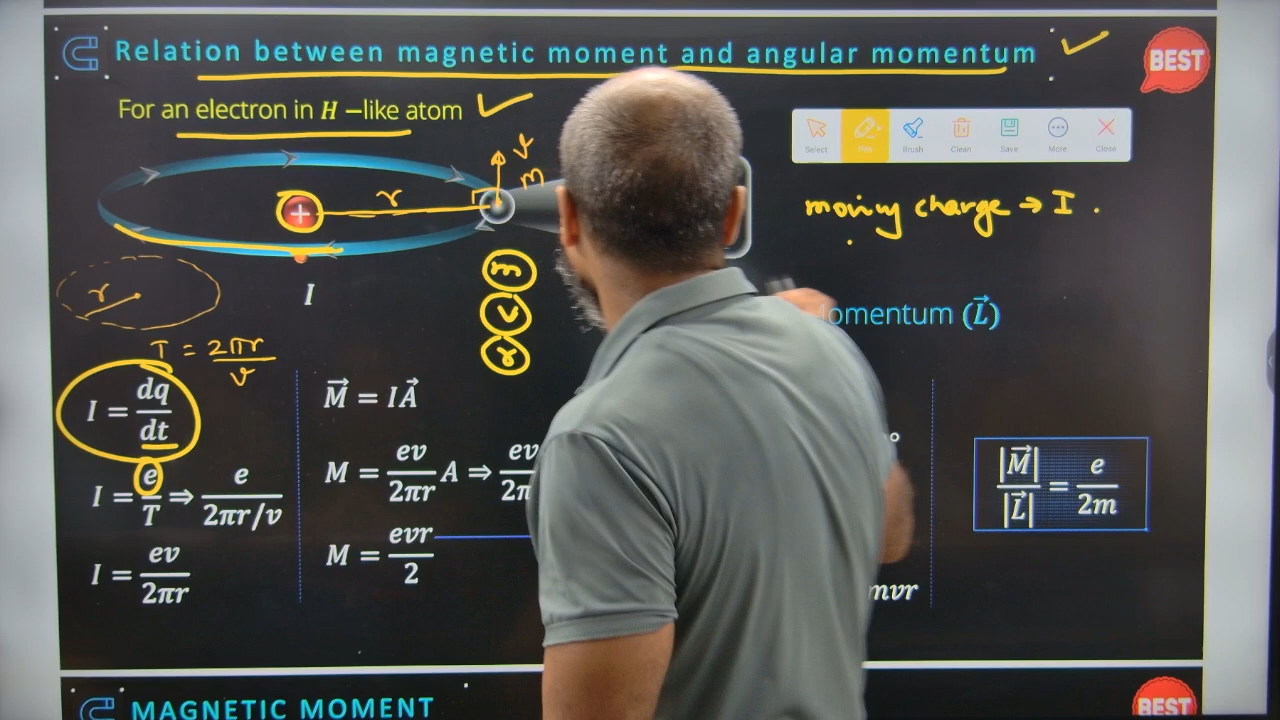 Relation between magnetic moment and angular momentum
BEST
For an electron in H –like atom
Select
Pen
Brush
Clean
Save
More
Close
v
m
r
+
moving charge → I .
I
m
v
r
r
omentum (L⃗)
T = 2πr/v
I = dq/dt
M⃗ = IA⃗
I = e/T ⇒ e/(2πr/v)
M = ev/2πr A ⇒
|M⃗|/|L⃗| = e/2m
I = ev/2πr
M = evr/2
mvr
MAGNETIC MOMENT
BEST